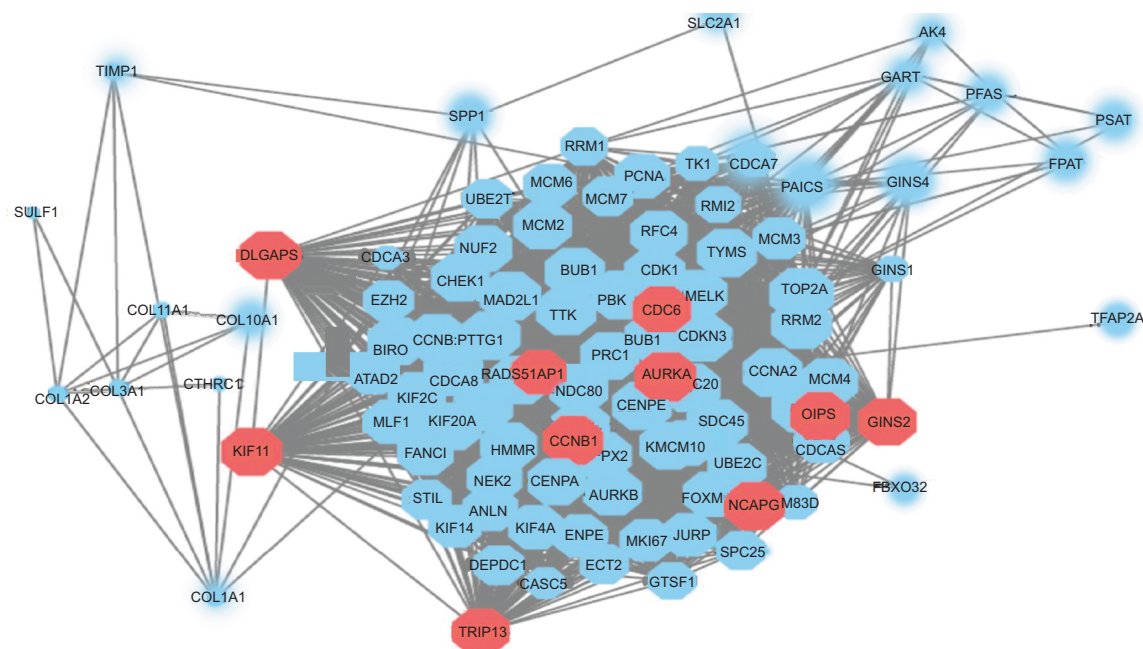 SLC2A1
AK4
TIMP1
GART
PFAS
SPP1
PSAT
RRM1
TK1
CDCA7
FPAT
PCNA
MCM6
PAICS
GINS4
UBE2T
MCM7
RMI2
SULF1
MCM2
RFC4
MCM3
NUF2
TYMS
DLGAPS
CDCA3
BUB1
CDK1
GINS1
CHEK1
TOP2A
EZH2
MAD2L1
PBK
MELK
COL11A1
CDC6
TTK
COL10A1
RRM2
TFAP2A
CCNB:PTTG1
BUB1
CDKN3
BIRO
PRC1
CCNA2
RADS51AP1
AURKA
ATAD2
CDCA8
C20
MCM4
CTHRC1
COL3A1
COL1A2
NDC80
KIF2C
CENPE
OIPS
MLF1
KIF20A
SDC45
GINS2
CCNB1
KIF11
HMMR
KMCM10
CDCAS
FANCI
PX2
UBE2C
NEK2
CENPA
FBXO32
AURKB
STIL
FOXM
M83D
NCAPG
ANLN
KIF14
KIF4A
ENPE
MKI67
JURP
SPC25
DEPDC1
ECT2
CASC5
GTSF1
COL1A1
TRIP13